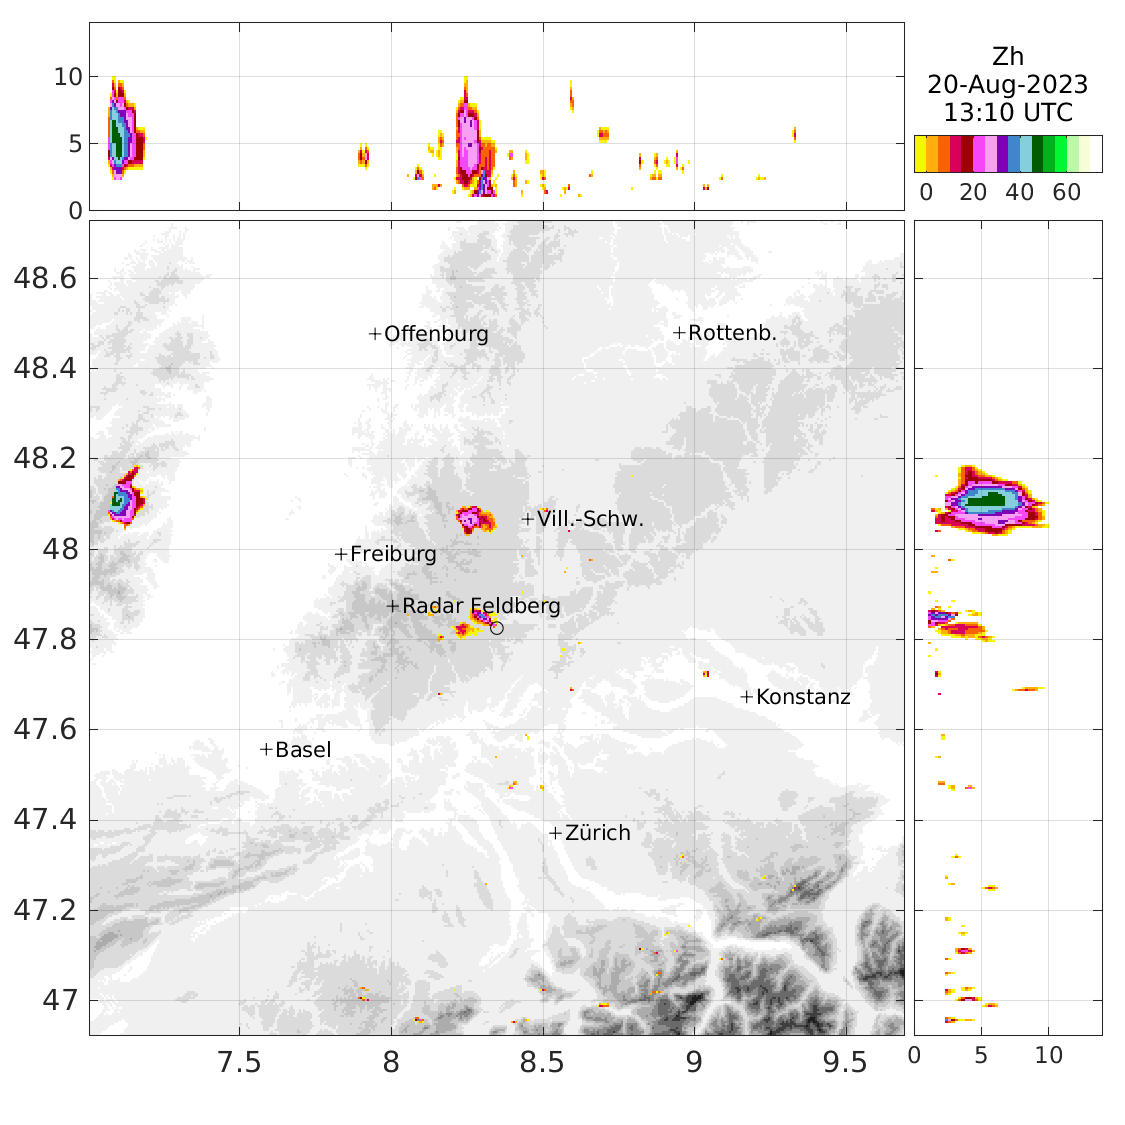 10
5
0
Zh
20-Aug-2023
13:10 UTC
0 20 40 60
48.6
48.4
48.2
48
47.8
47.6
47.4
47.2
47
+Offenburg
+Rottenb.
+Vill.-Schw.
+Freiburg
+Radar Feldberg
+Konstanz
+Basel
+Zürich
7.5 8 8.5 9 9.5
0 5 10